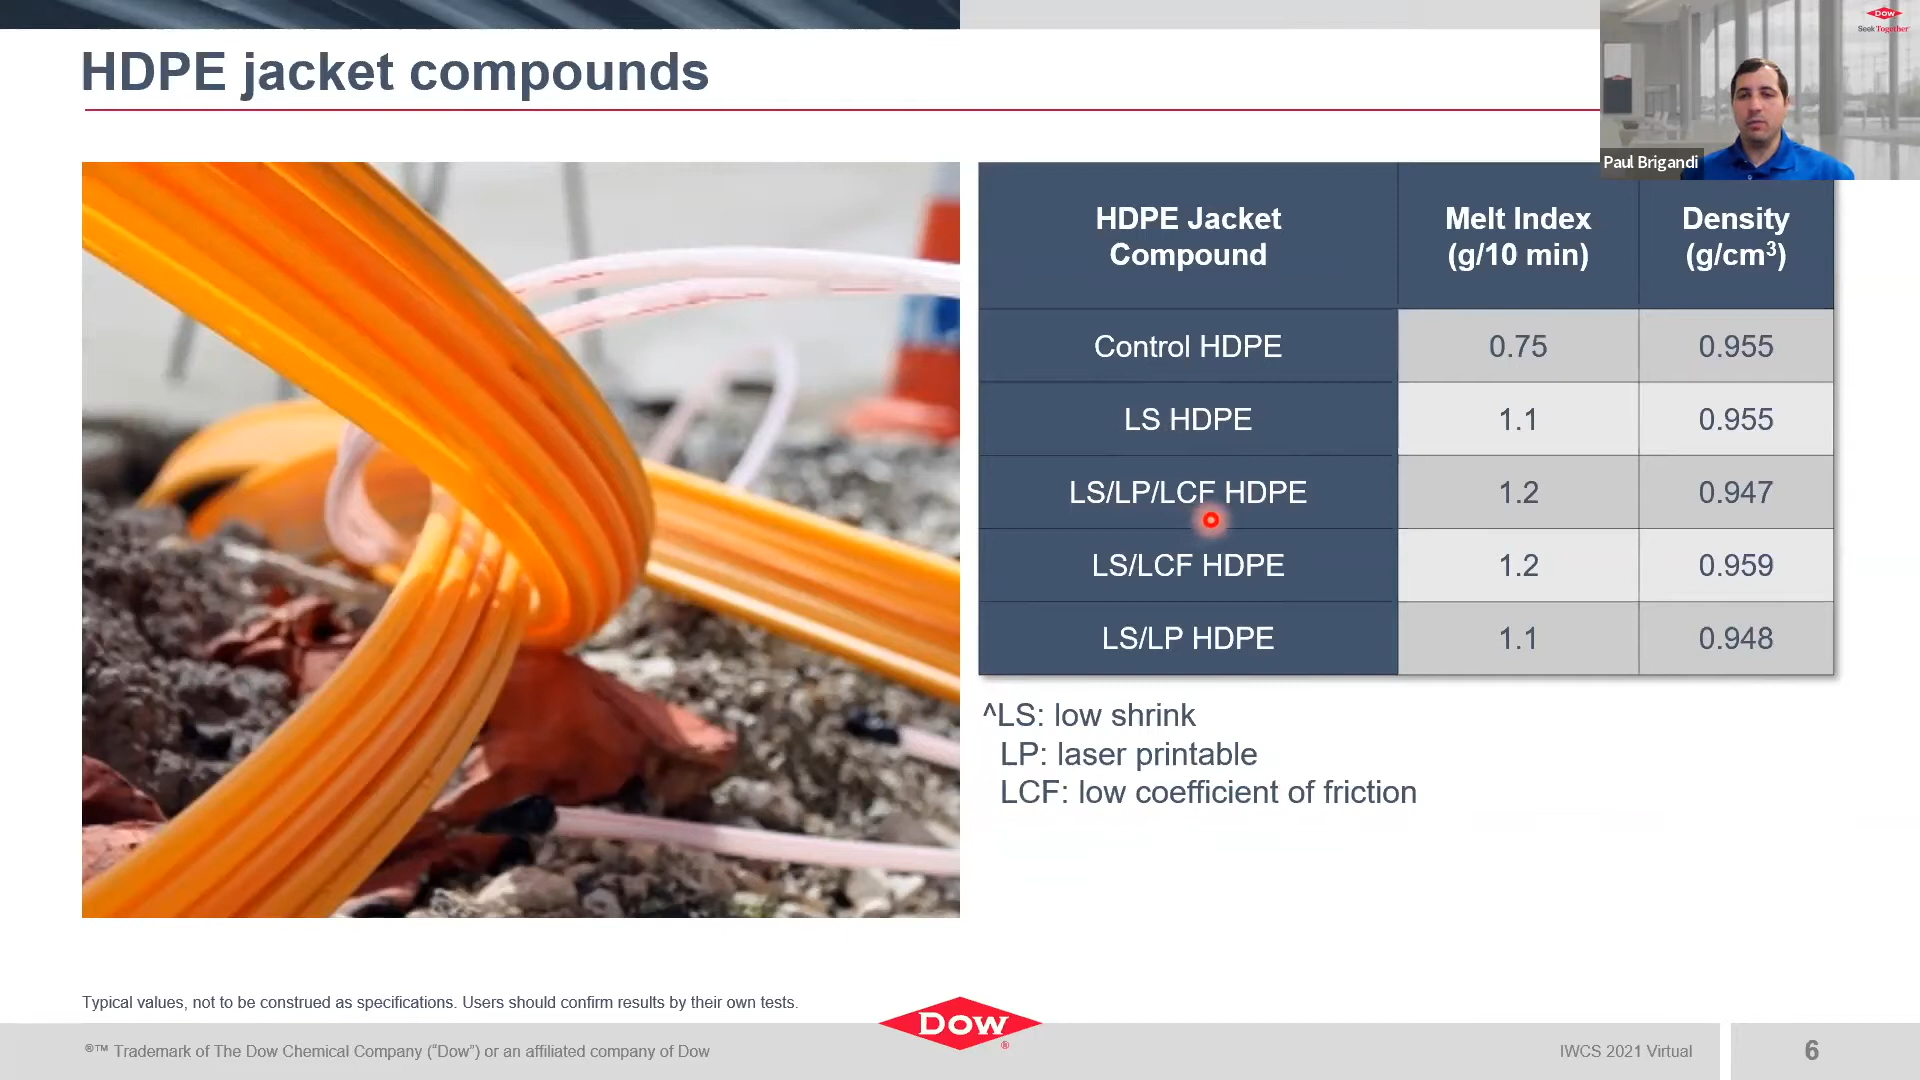 HDPE jacket compounds
DOW
Seek Together
Paul Brigandi
HDPE Jacket Compound
Melt Index (g/10 min)
Density (g/cm³)
Control HDPE 0.75 0.955
LS HDPE 1.1 0.955
LS/LP/LCF HDPE 1.2 0.947
LS/LCF HDPE 1.2 0.959
LS/LP HDPE 1.1 0.948
^LS: low shrink
LP: laser printable
LCF: low coefficient of friction
Typical values, not to be construed as specifications. Users should confirm results by their own tests.
DOW®
®™ Trademark of The Dow Chemical Company (“Dow”) or an affiliated company of Dow
IWCS 2021 Virtual
6